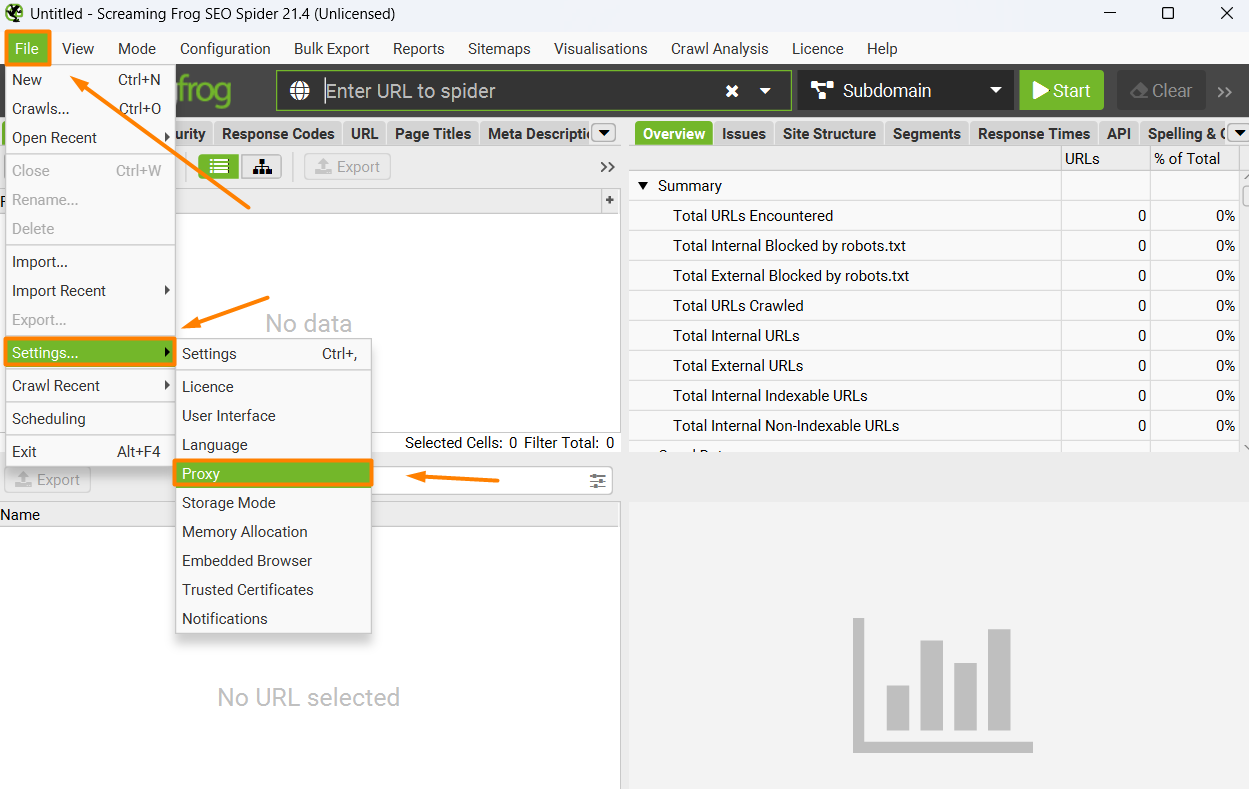 Untitled - Screaming Frog SEO Spider 21.4 (Unlicensed)
File View Mode Configuration Bulk Export Reports Sitemaps Visualisations Crawl Analysis Licence Help
frog Enter URL to spider Subdomain Start Clear
New Ctrl+N
Crawls... Ctrl+O
Open Recent
Close Ctrl+W
Rename...
Delete
Import...
Import Recent
Export...
Settings...
Crawl Recent
Scheduling
Exit Alt+F4
Settings Ctrl+,
Licence
User Interface
Language
Proxy
Storage Mode
Memory Allocation
Embedded Browser
Trusted Certificates
Notifications
urity Response Codes URL Page Titles Meta Descripti
Export
No data
Selected Cells: 0 Filter Total: 0
Export
Name
No URL selected
Overview Issues Site Structure Segments Response Times API Spelling &
URLs % of Total
Summary
Total URLs Encountered 0 0%
Total Internal Blocked by robots.txt 0 0%
Total External Blocked by robots.txt 0 0%
Total URLs Crawled 0 0%
Total Internal URLs 0 0%
Total External URLs 0 0%
Total Internal Indexable URLs 0 0%
Total Internal Non-Indexable URLs 0 0%